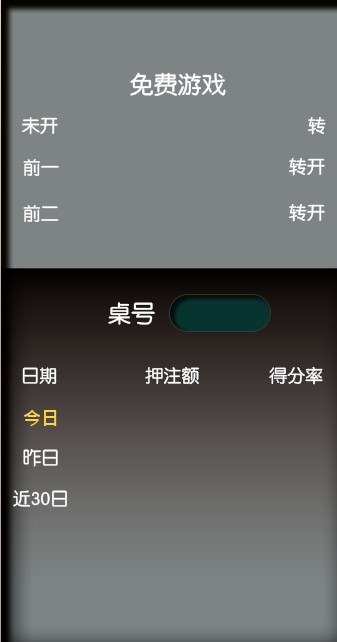 免费游戏
未开 转
前一 转开
前二 转开
桌号
日期 押注额 得分率
今日
昨日
近30日